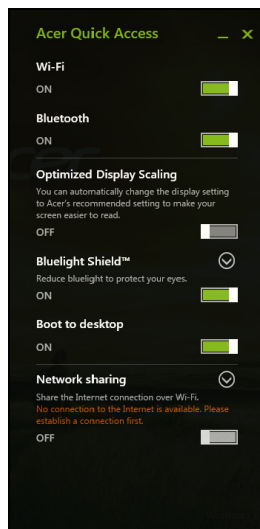 Acer Quick Access
Wi-Fi
ON
Bluetooth
ON
Optimized Display Scaling
You can automatically change the display setting
to Acer's recommended setting to make your
screen easier to read.
OFF
Bluelight Shield™
Reduce bluelight to protect your eyes.
ON
Boot to desktop
ON
Network sharing
Share the Internet connection over Wi-Fi.
No connection to the Internet is available. Please
establish a connection first.
OFF